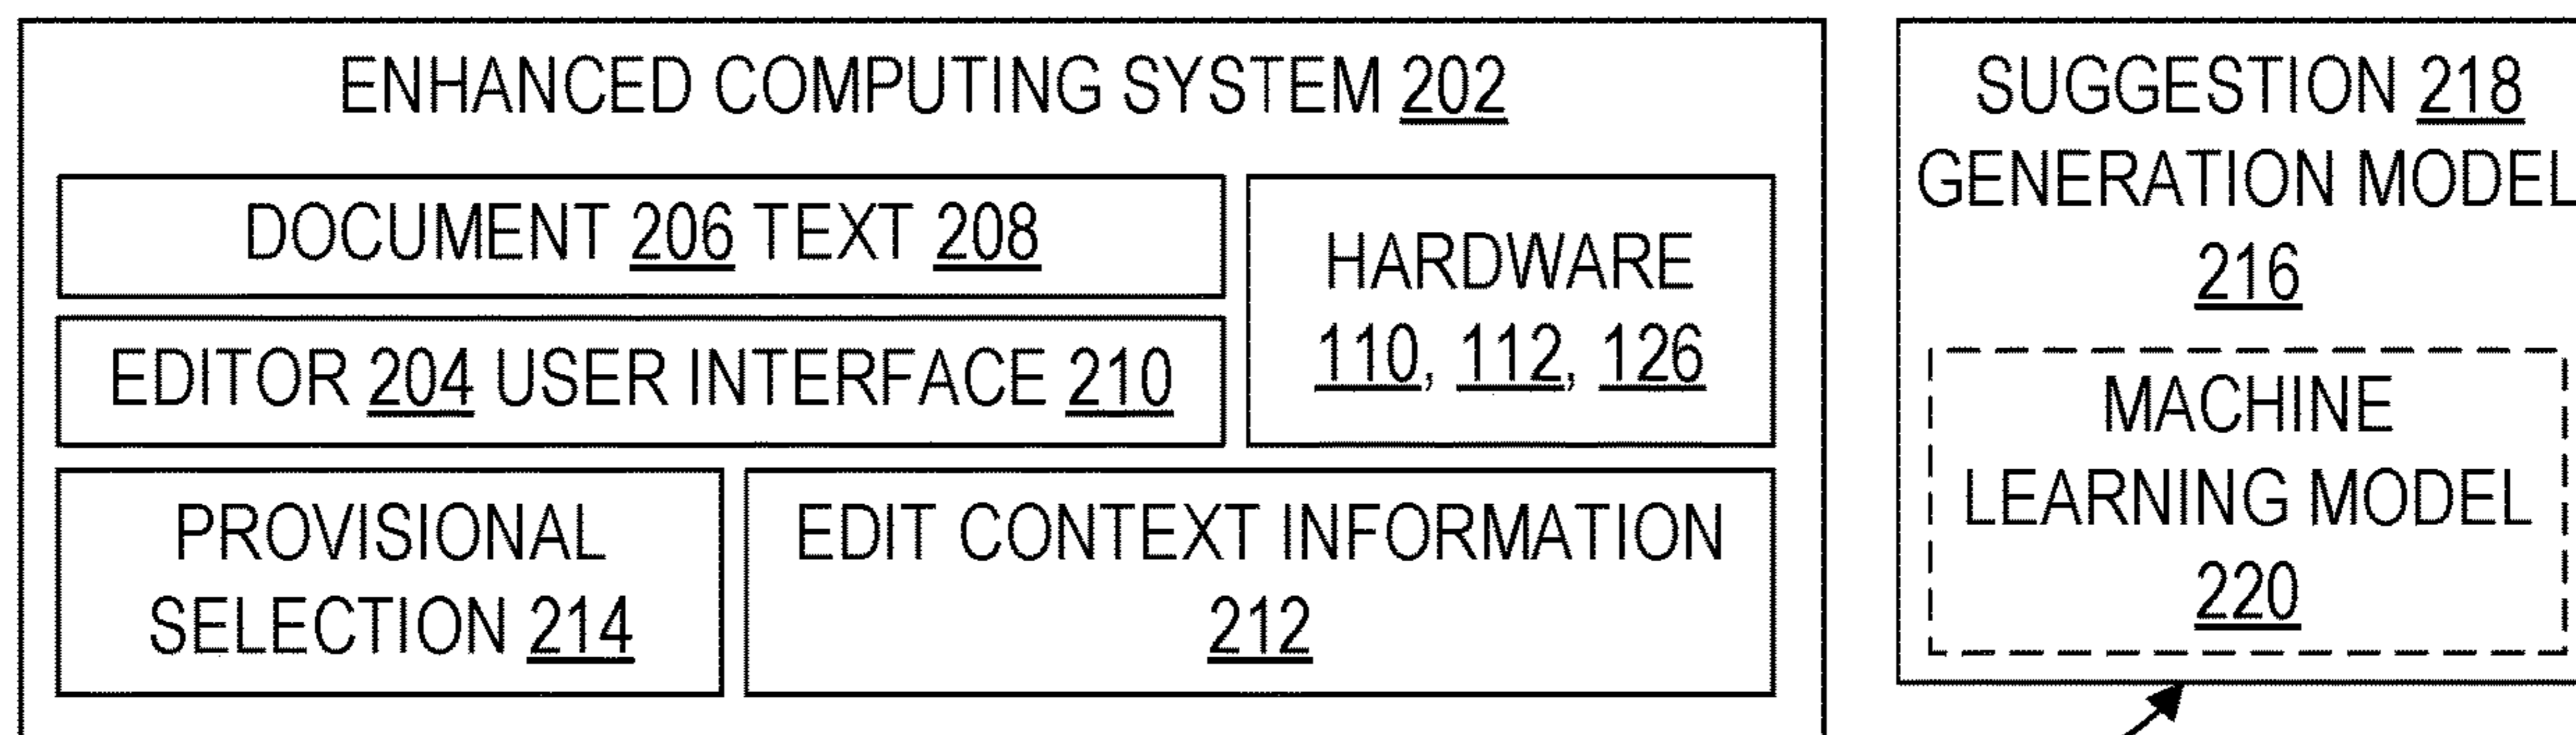 ENHANCED COMPUTING SYSTEM 202
DOCUMENT 206 TEXT 208
EDITOR 204 USER INTERFACE 210
HARDWARE
110, 112, 126
PROVISIONAL
SELECTION 214
EDIT CONTEXT INFORMATION
212
SUGGESTION 218
GENERATION MODEL
216
MACHINE
LEARNING MODEL
220